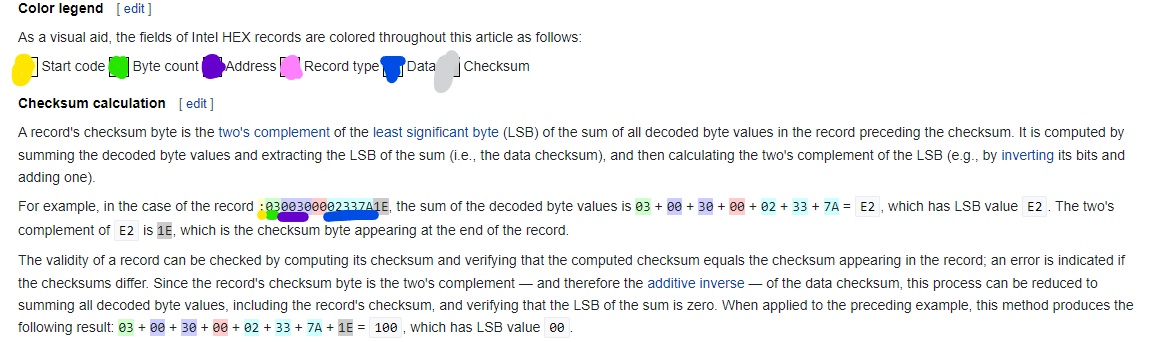 Color legend [ edit ]
As a visual aid, the fields of Intel HEX records are colored throughout this article as follows:
Start code Byte count Address Record type Data Checksum
Checksum calculation [ edit ]
A record's checksum byte is the two's complement of the least significant byte (LSB) of the sum of all decoded byte values in the record preceding the checksum. It is computed by
summing the decoded byte values and extracting the LSB of the sum (i.e., the data checksum), and then calculating the two's complement of the LSB (e.g., by inverting its bits and
adding one).
For example, in the case of the record :0300300002337A1E, the sum of the decoded byte values is 03 + 00 + 30 + 00 + 02 + 33 + 7A = E2 , which has LSB value E2 . The two's
complement of E2 is 1E, which is the checksum byte appearing at the end of the record.
The validity of a record can be checked by computing its checksum and verifying that the computed checksum equals the checksum appearing in the record; an error is indicated if
the checksums differ. Since the record's checksum byte is the two's complement — and therefore the additive inverse — of the data checksum, this process can be reduced to
summing all decoded byte values, including the record's checksum, and verifying that the LSB of the sum is zero. When applied to the preceding example, this method produces the
following result: 03 + 00 + 30 + 00 + 02 + 33 + 7A + 1E = 100 , which has LSB value 00 .